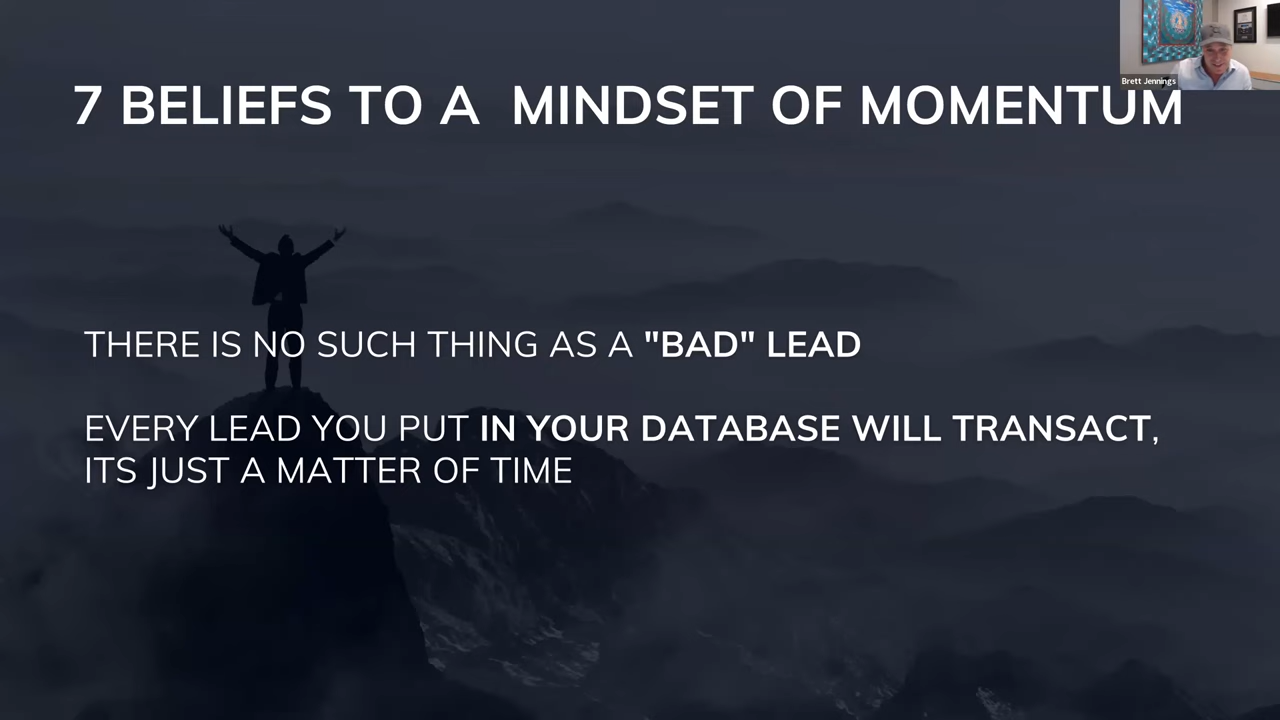 Brett Jennings
7 BELIEFS TO A MINDSET OF MOMENTUM
THERE IS NO SUCH THING AS A "BAD" LEAD
EVERY LEAD YOU PUT IN YOUR DATABASE WILL TRANSACT,
ITS JUST A MATTER OF TIME